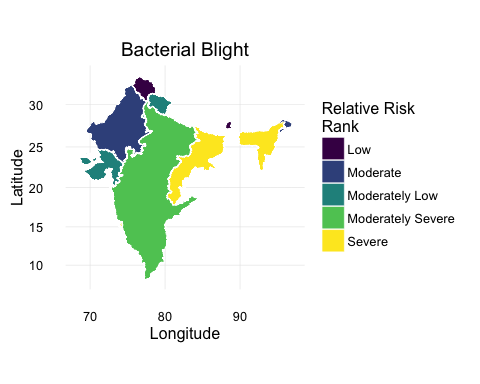 Bacterial Blight
30
25
20
15
10
Latitude
70 80 90
Longitude
Relative Risk
Rank
Low
Moderate
Moderately Low
Moderately Severe
Severe